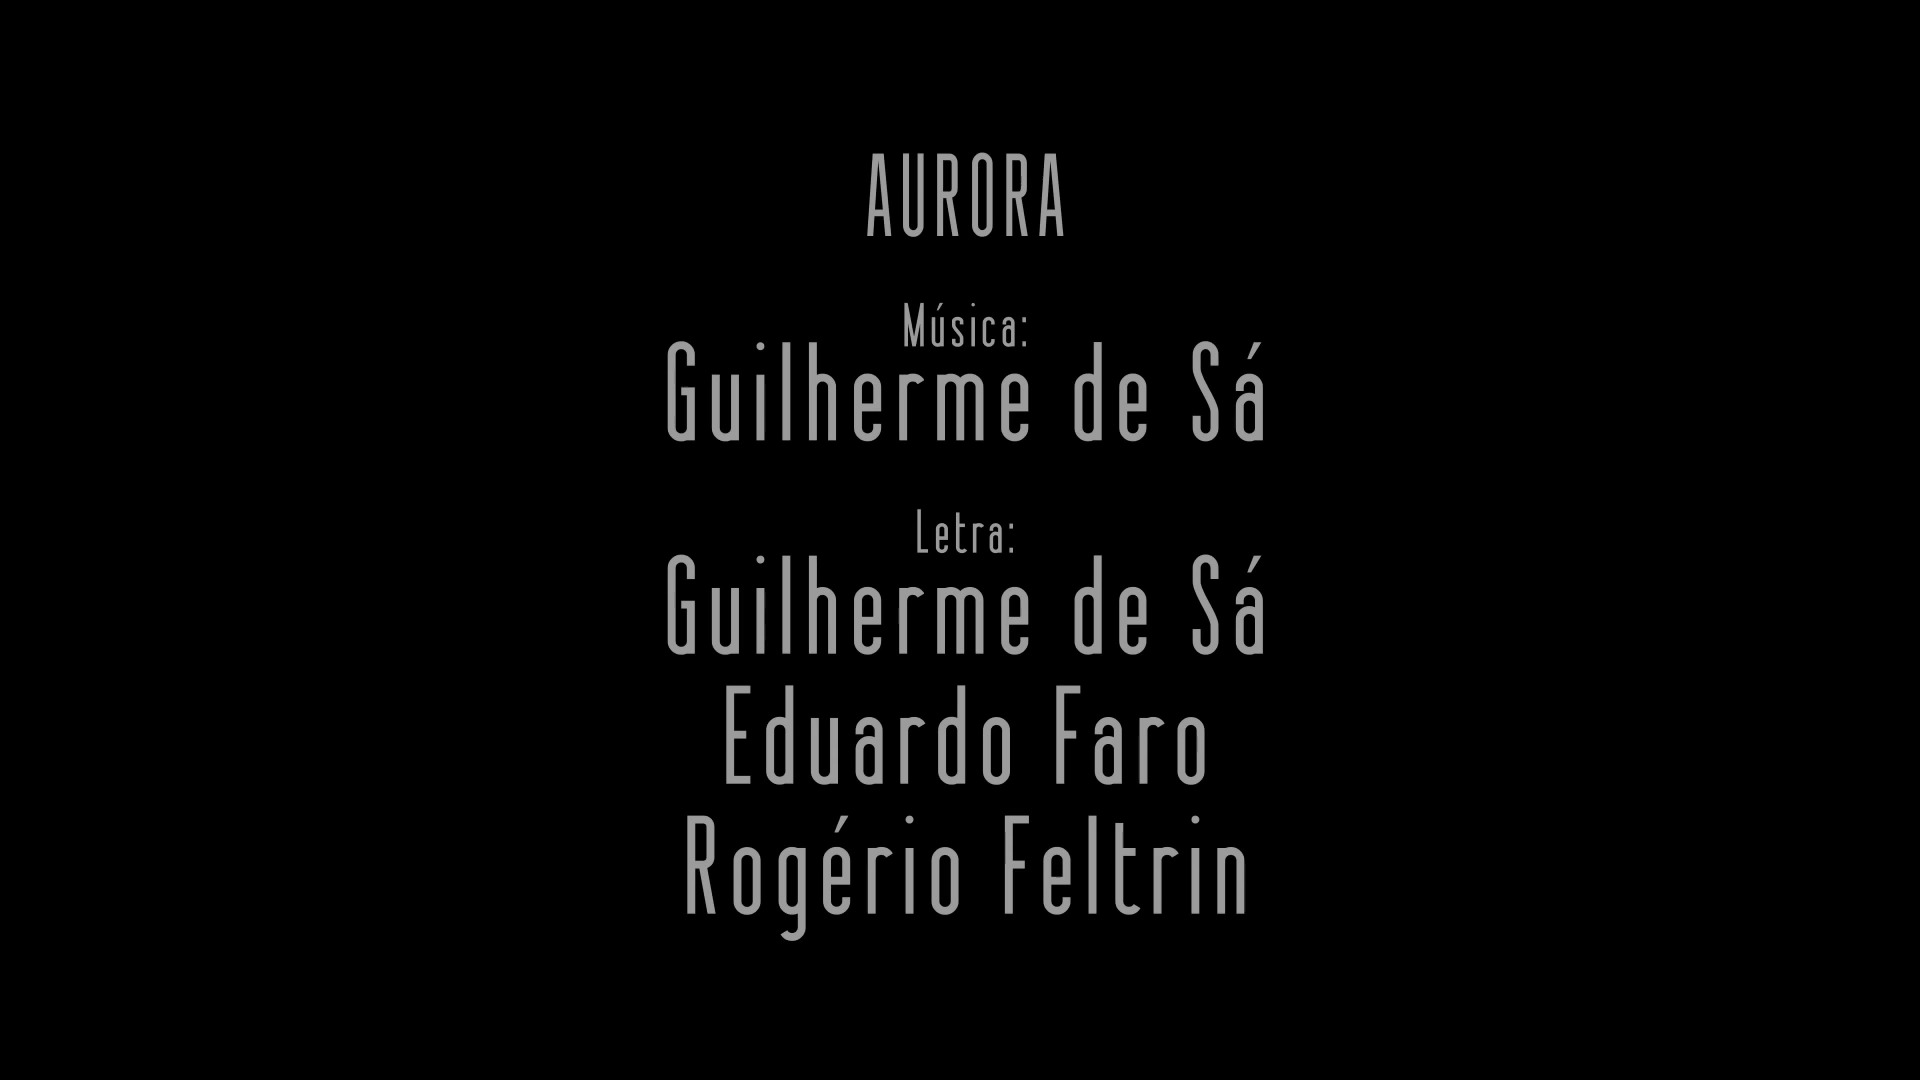 AURORA
Música:
Guilherme de Sá
Letra:
Guilherme de Sá
Eduardo Faro
Rogério Feltrin